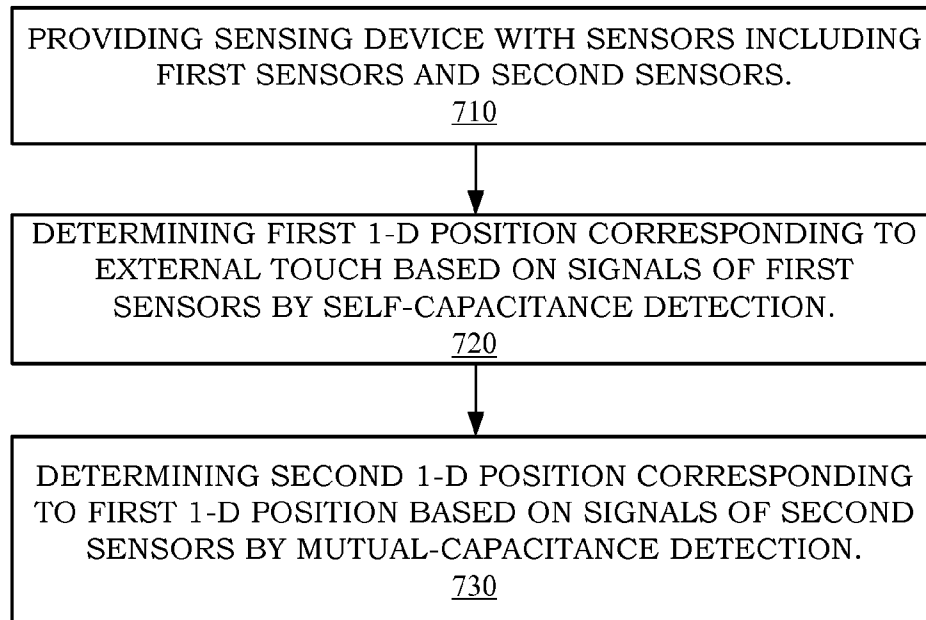 PROVIDING SENSING DEVICE WITH SENSORS INCLUDING
FIRST SENSORS AND SECOND SENSORS.
710
DETERMINING FIRST 1-D POSITION CORRESPONDING TO
EXTERNAL TOUCH BASED ON SIGNALS OF FIRST
SENSORS BY SELF-CAPACITANCE DETECTION.
720
DETERMINING SECOND 1-D POSITION CORRESPONDING
TO FIRST 1-D POSITION BASED ON SIGNALS OF SECOND
SENSORS BY MUTUAL-CAPACITANCE DETECTION.
730